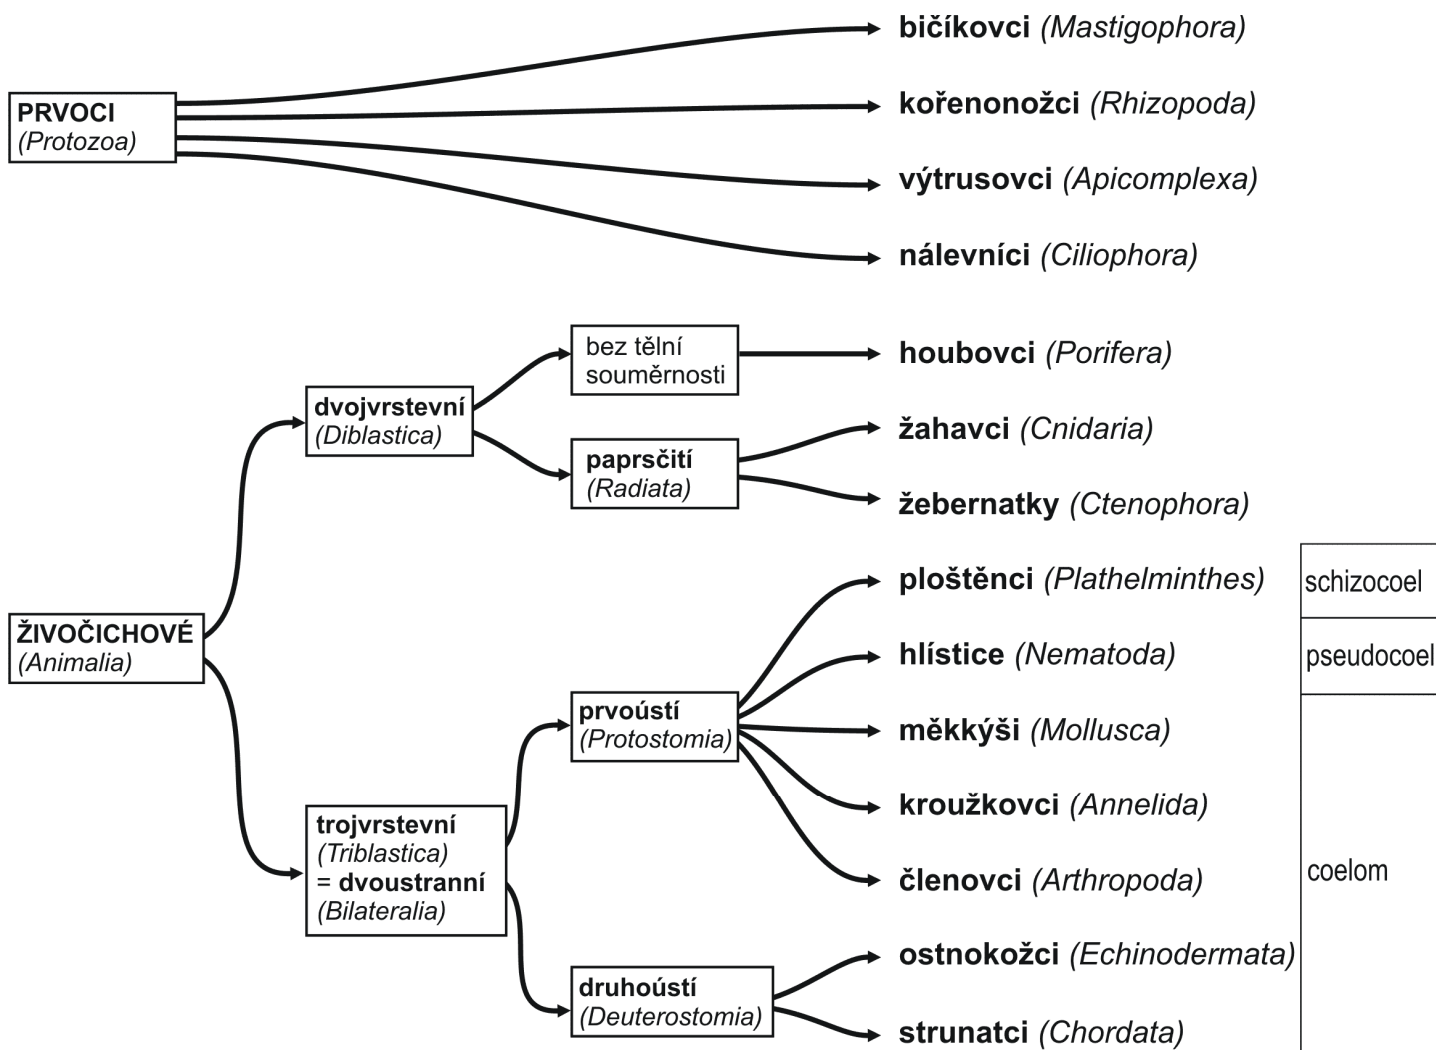 bičíkovci (Mastigophora)
PRVOCI
(Protozoa)
kořenonožci (Rhizopoda)
výtrusovci (Apicomplexa)
nálevníci (Ciliophora)
bez tělní
souměrnosti
houbovci (Porifera)
dvojvrstevní
(Diblastica)
žahavci (Cnidaria)
paprsčití
(Radiata)
žebernatky (Ctenophora)
ploštěnci (Plathelminthes)
schizocoel
ŽIVOČICHOVÉ
(Animalia)
hlístice (Nematoda)
pseudocoel
prvoústí
(Protostomia)
měkkýši (Mollusca)
kroužkovci (Annelida)
trojvrstevní
(Triblastica)
= dvoustranní
(Bilateralia)
členovci (Arthropoda)
coelom
ostnokožci (Echinodermata)
druhoústí
(Deuterostomia)
strunatci (Chordata)